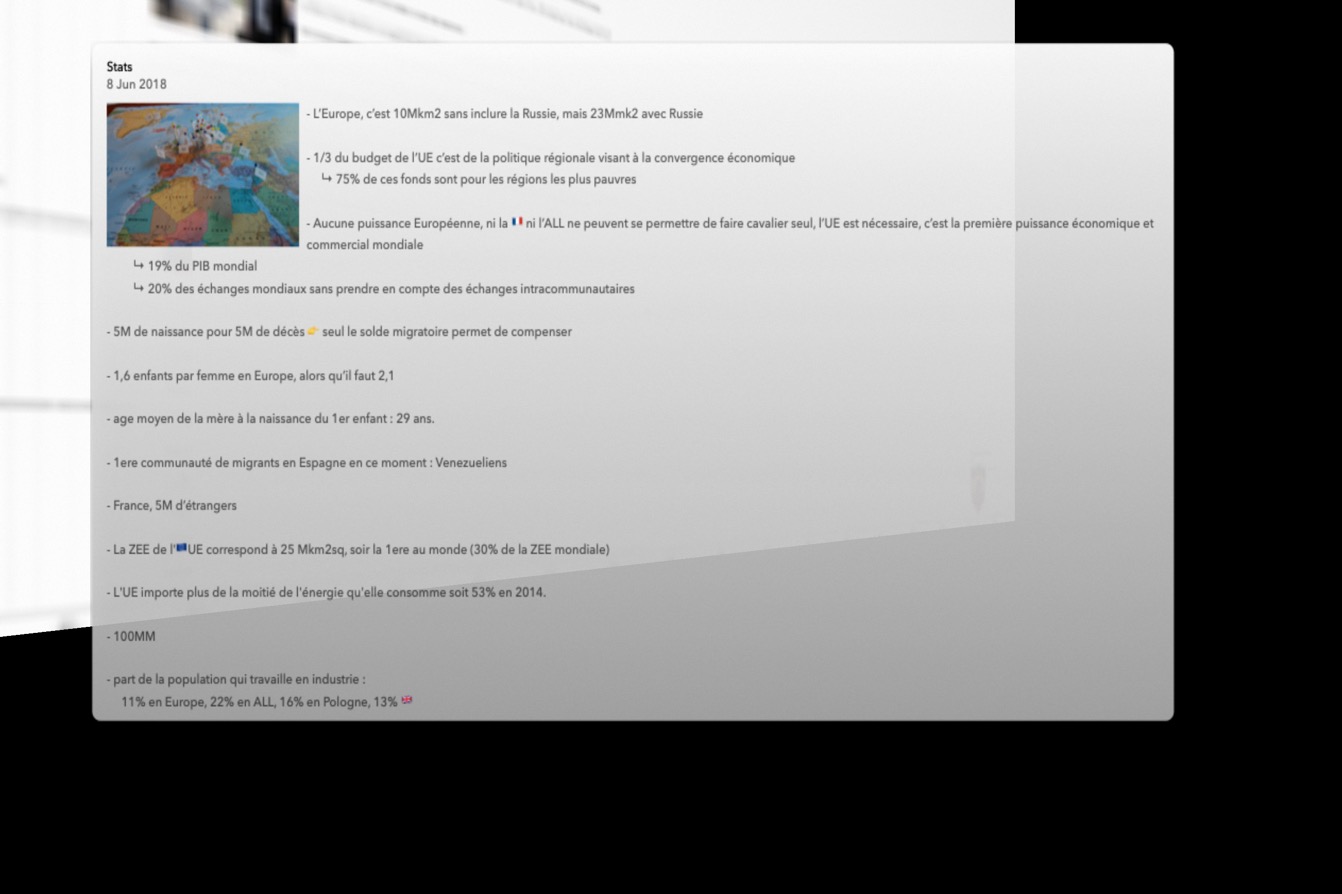 Stats
8 Jun 2018
- L’Europe, c’est 10Mkm2 sans inclure la Russie, mais 23Mmk2 avec Russie
- 1/3 du budget de l’UE c’est de la politique régionale visant à la convergence économique
↳ 75% de ces fonds sont pour les régions les plus pauvres
- Aucune puissance Européenne, ni la 🇫🇷 ni l’ALL ne peuvent se permettre de faire cavalier seul, l’UE est nécessaire, c’est la première puissance économique et
commercial mondiale
↳ 19% du PIB mondial
↳ 20% des échanges mondiaux sans prendre en compte des échanges intracommunautaires
- 5M de naissance pour 5M de décès 👉 seul le solde migratoire permet de compenser
- 1,6 enfants par femme en Europe, alors qu’il faut 2,1
- age moyen de la mère à la naissance du 1er enfant : 29 ans.
- 1ere communauté de migrants en Espagne en ce moment : Venezueliens
- France, 5M d’étrangers
- La ZEE de l’🇪🇺UE correspond à 25 Mkm2sq, soir la 1ere au monde (30% de la ZEE mondiale)
- L'UE importe plus de la moitié de l'énergie qu'elle consomme soit 53% en 2014.
- 100MM
- part de la population qui travaille en industrie :
11% en Europe, 22% en ALL, 16% en Pologne, 13% 🇬🇧